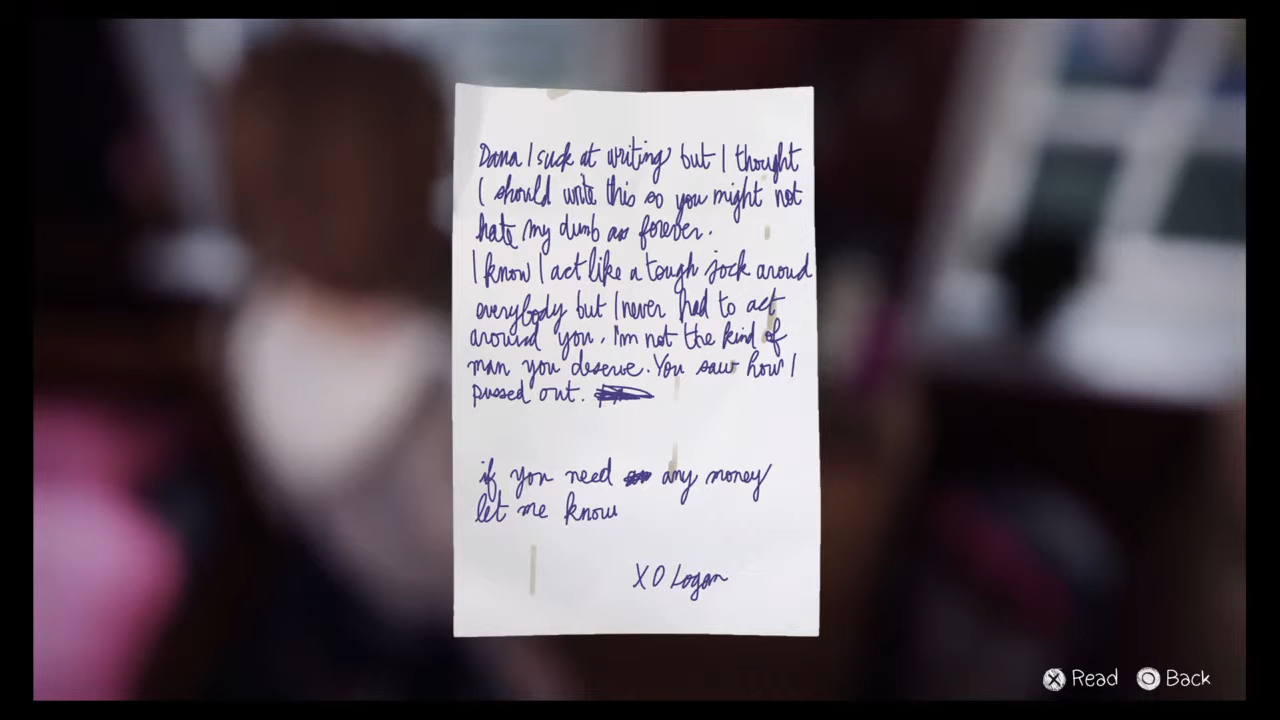 Dana I suck at writing but I thought
I should write this so you might not
hate my dumb ass forever.
I know I act like a tough jock aroud
everybody but I never had to act
around you. I'm not the kind of
man you deserve. You saw how I
pussed out.
if you need any money
let me know
XO Logan
Read
Back